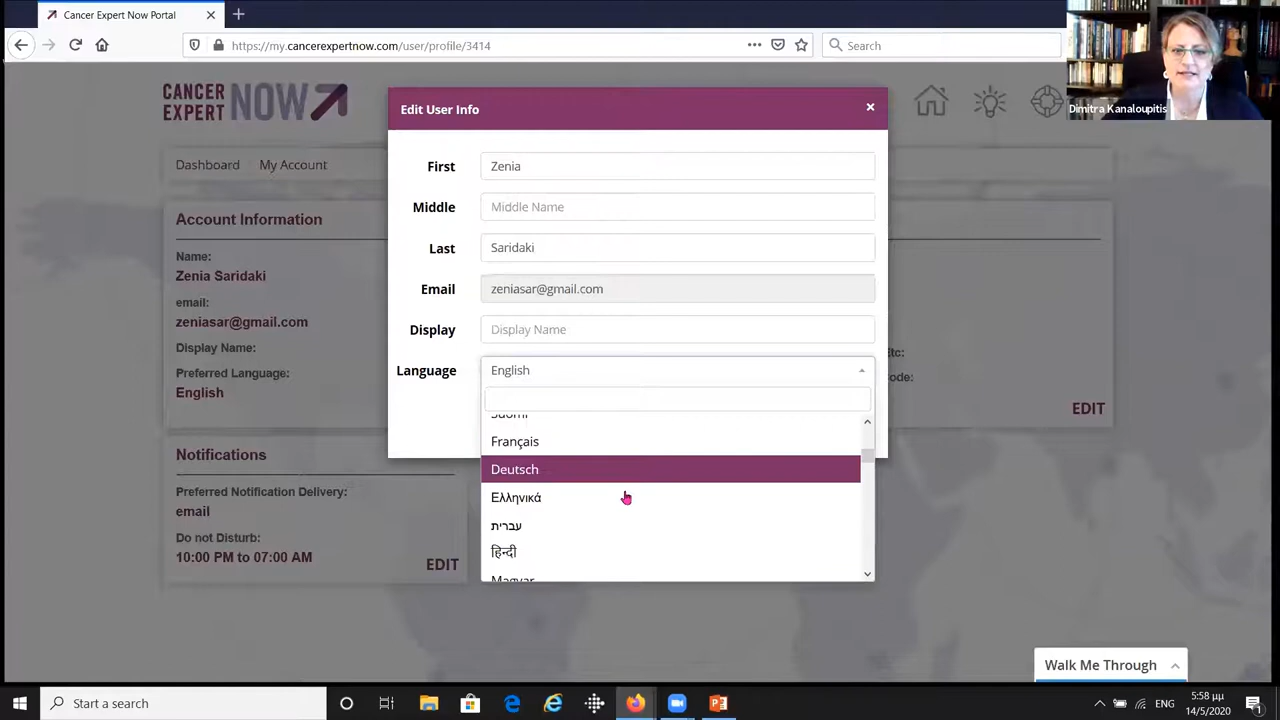 Cancer Expert Now Portal
https://my.cancerexpertnow.com/user/profile/3414
Search
Dimitra Kanaloupitis
CANCER
EXPERT NOW
Dashboard
My Account
Account Information
Name:
Zenia Saridaki
email:
zeniasar@gmail.com
Display Name:
Preferred Language:
English
Notifications
Preferred Notification Delivery:
email
Do not Disturb:
10:00 PM to 07:00 AM
EDIT
Edit User Info
First
Zenia
Middle
Middle Name
Last
Saridaki
Email
zeniasar@gmail.com
Display
Display Name
Language
English
Suomi
Français
Deutsch
Ελληνικά
עברית
हिन्दी
Magyar
Etc:
Code:
EDIT
Walk Me Through
Start a search
ENG
5:58 μμ
14/5/2020
1